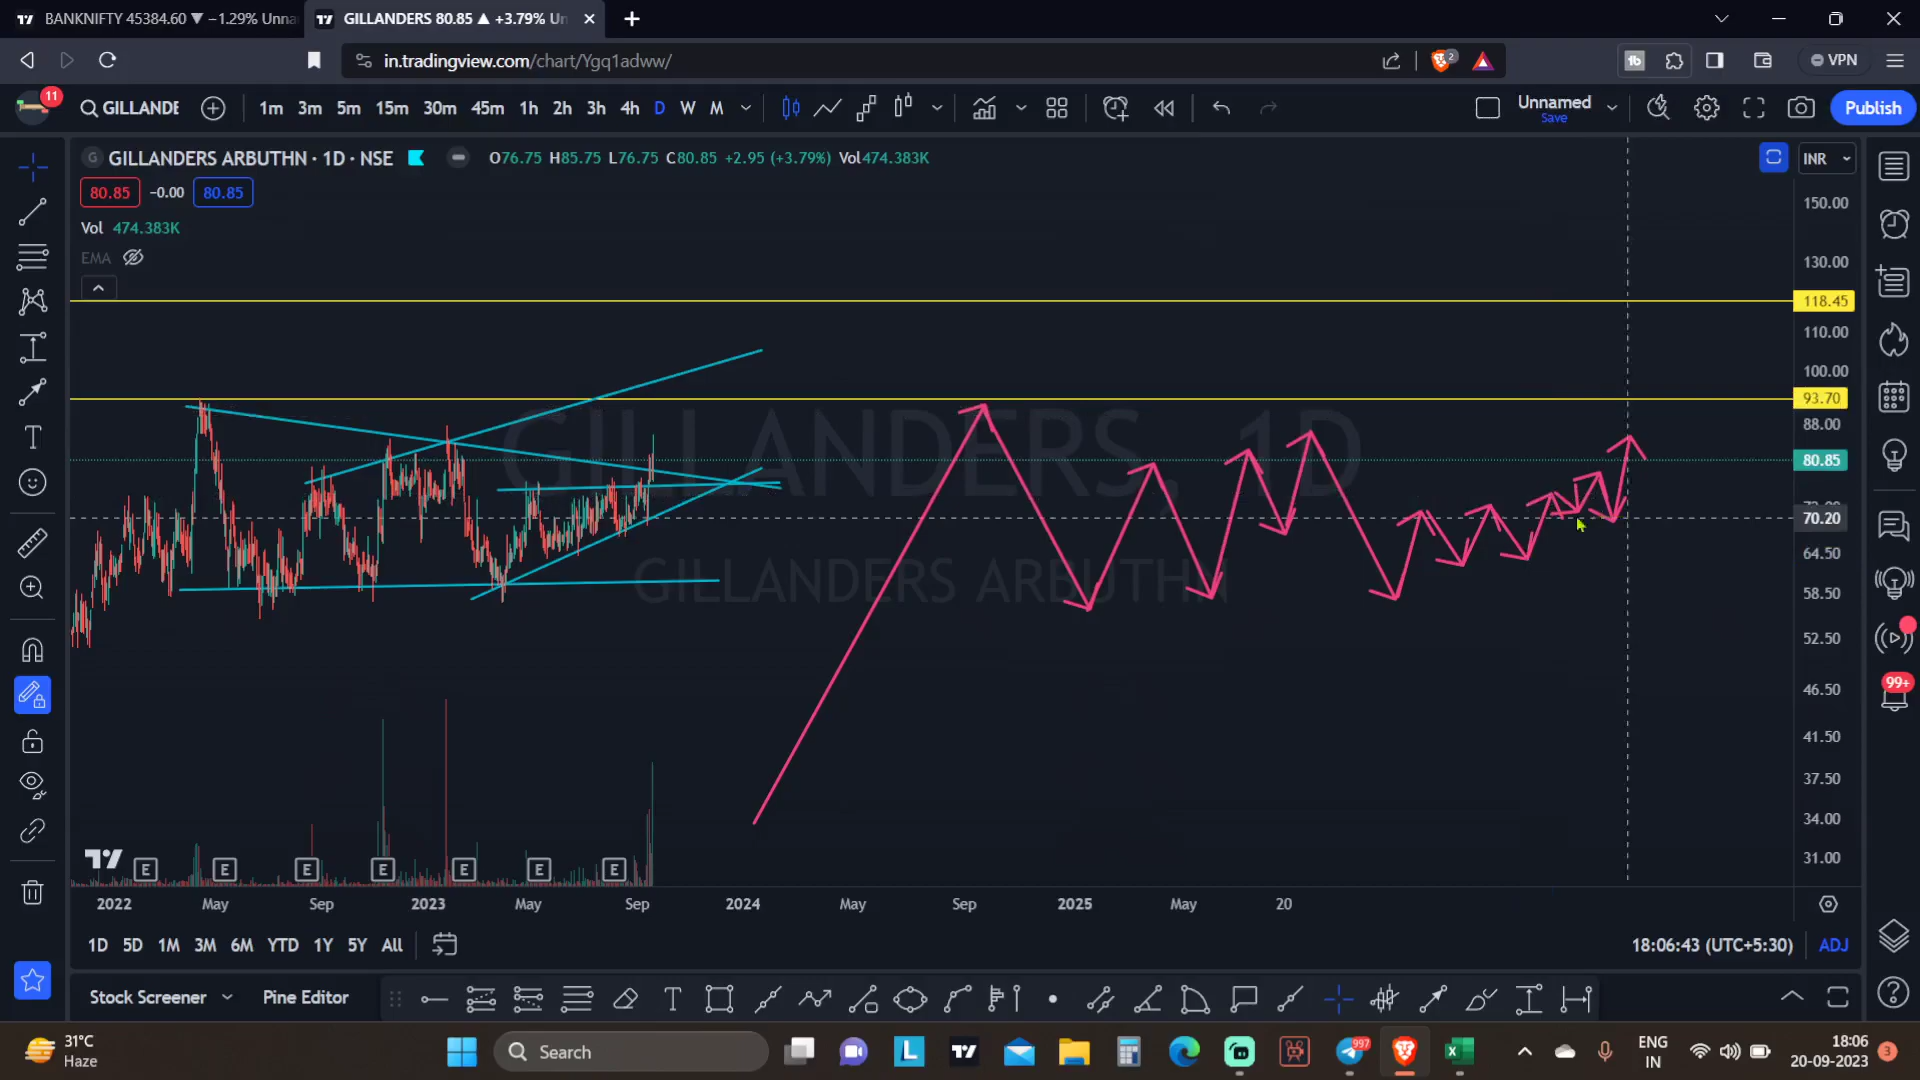 BANKNIFTY 45384.60 ▼ −1.29% Unna
GILLANDERS 80.85 ▲ +3.79% Un
in.tradingview.com/chart/Ygq1adww/
2
VPN
11
GILLANDE
1m 3m 5m 15m 30m 45m 1h 2h 3h 4h D W M
Unnamed
Save
Publish
G GILLANDERS ARBUTHN · 1D · NSE
O76.75 H85.75 L76.75 C80.85 +2.95 (+3.79%) Vol474.383K
INR
80.85 −0.00 80.85
Vol 474.383K
EMA
150.00
130.00
118.45
110.00
100.00
93.70
88.00
80.85
70.20
64.50
58.50
52.50
46.50
41.50
37.50
34.00
31.00
GILLANDERS, 1D
GILLANDERS ARBUTHN
99+
E E E E E E E
2022 May Sep 2023 May Sep 2024 May Sep 2025 May 20
1D 5D 1M 3M 6M YTD 1Y 5Y All
18:06:43 (UTC+5:30) ADJ
Stock Screener Pine Editor
31°C
Haze
Search
997
ENG
IN
18:06
20-09-2023
3